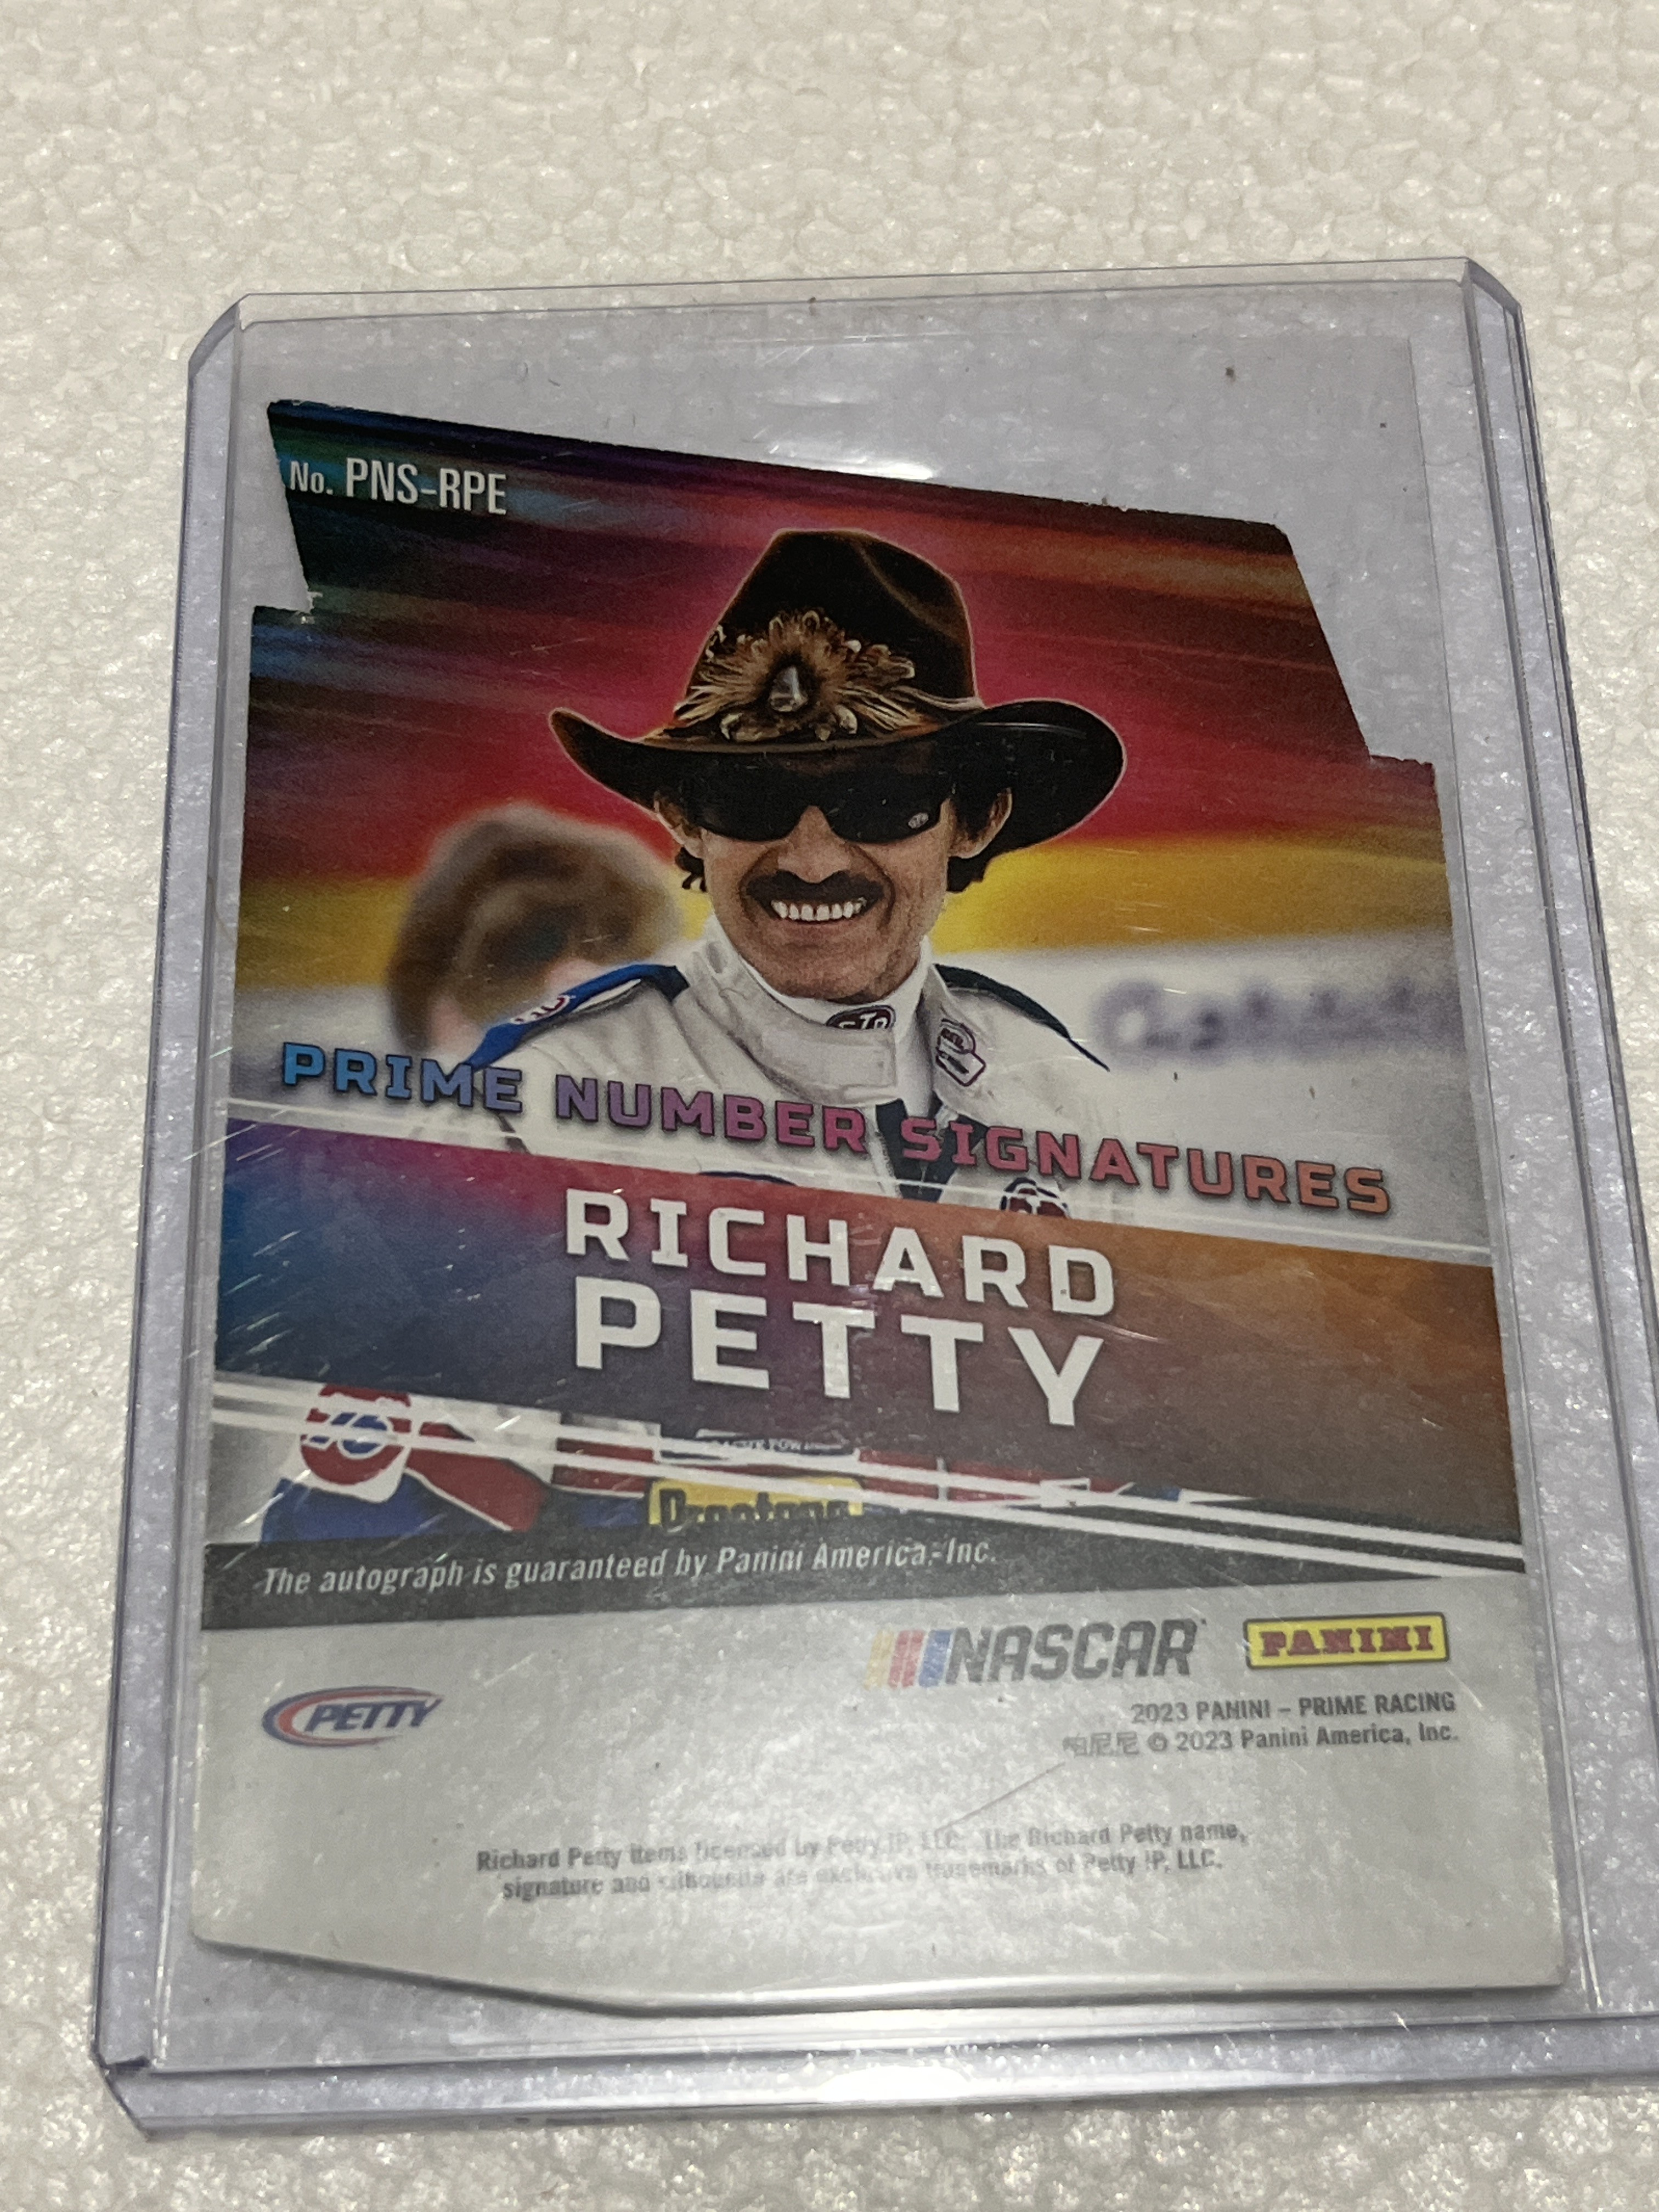 No. PNS-RPE
STP
PRIME NUMBER SIGNATURES
RICHARD
PETTY
The autograph is guaranteed by Panini America, Inc.
NASCAR
PANINI
PETTY
2023 PANINI – PRIME RACING
帕尼尼 © 2023 Panini America, Inc.
Richard Petty items licensed by Petty IP, LLC. The Richard Petty name,
signature and silhouette are exclusive trademarks of Petty IP, LLC.